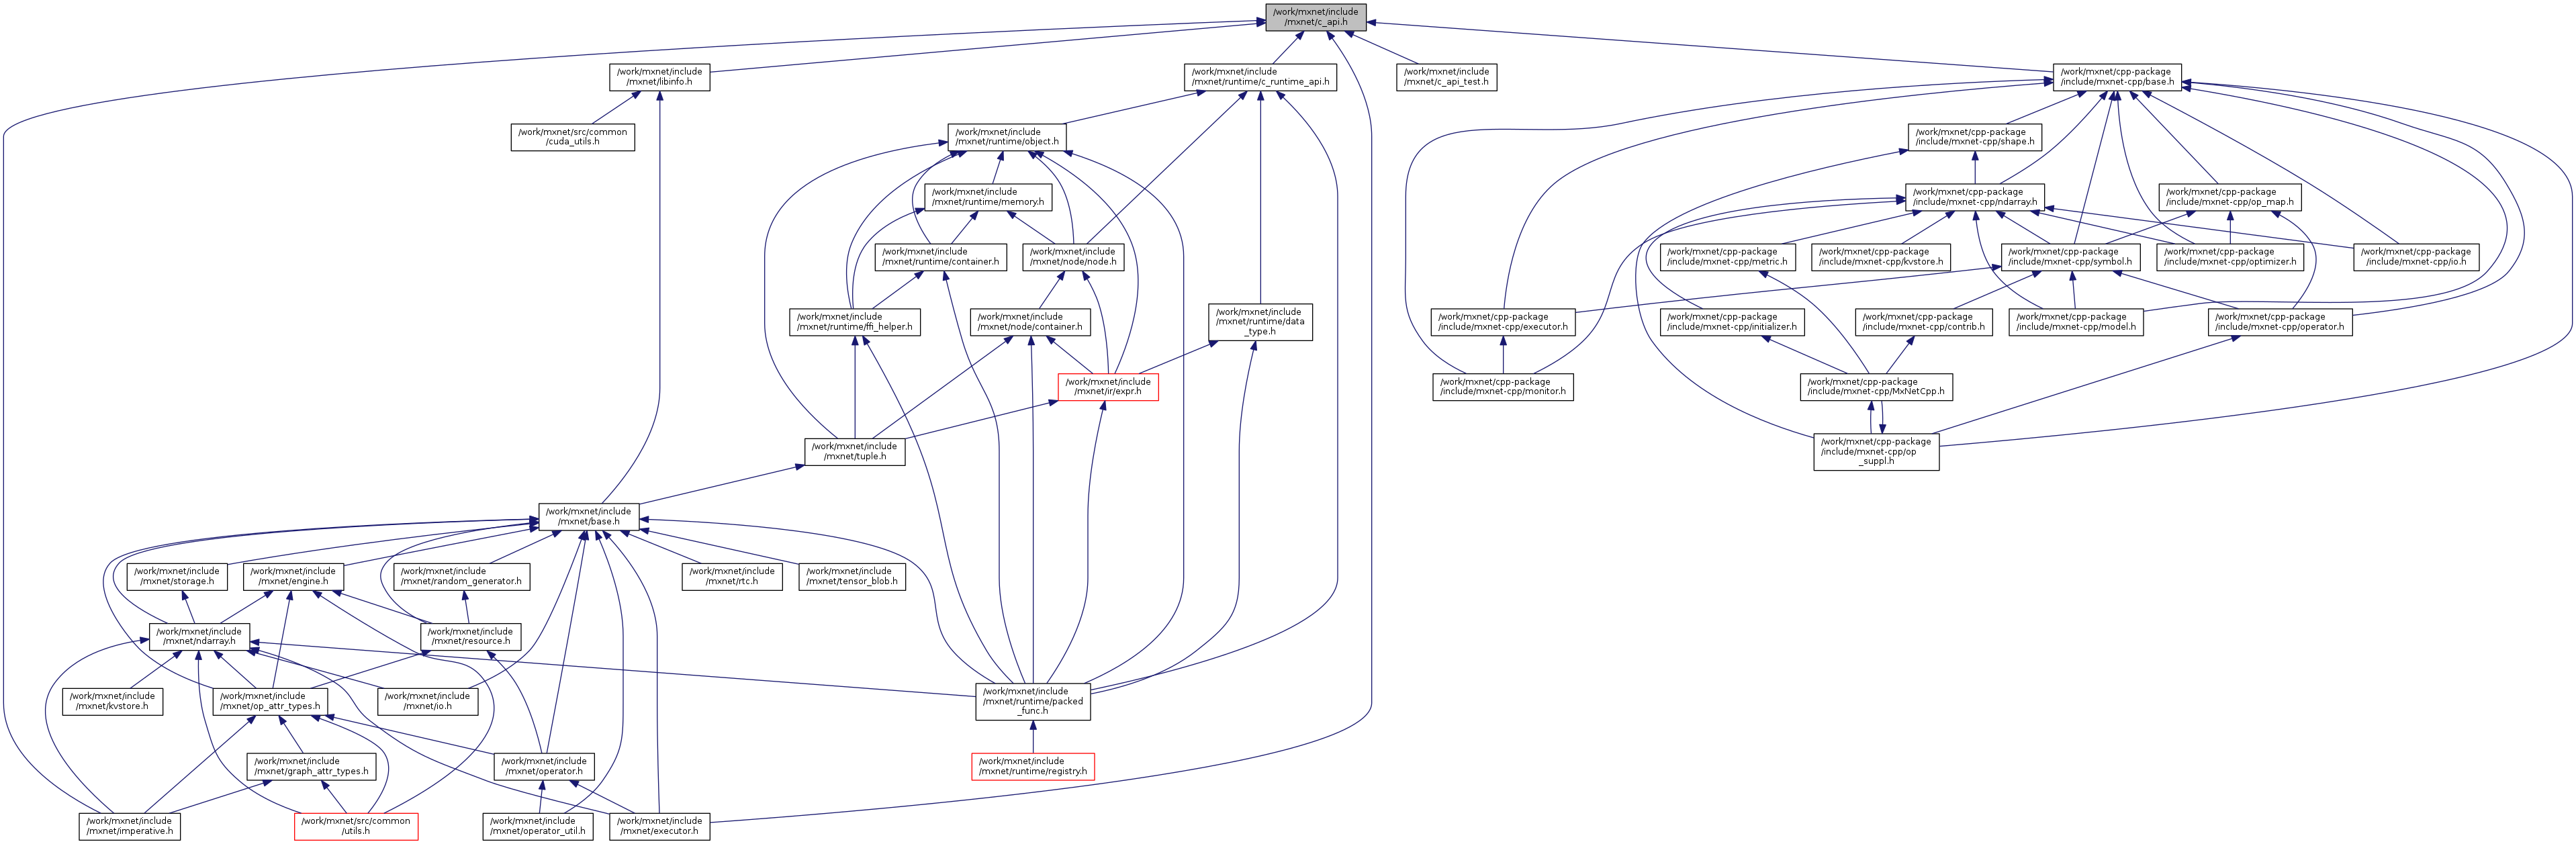 /work/mxnet/include
/mxnet/c_api.h
/work/mxnet/include
/mxnet/libinfo.h
/work/mxnet/include
/mxnet/runtime/c_runtime_api.h
/work/mxnet/include
/mxnet/c_api_test.h
/work/mxnet/cpp-package
/include/mxnet-cpp/base.h
/work/mxnet/src/common
/cuda_utils.h
/work/mxnet/include
/mxnet/runtime/object.h
/work/mxnet/cpp-package
/include/mxnet-cpp/shape.h
/work/mxnet/include
/mxnet/runtime/memory.h
/work/mxnet/cpp-package
/include/mxnet-cpp/ndarray.h
/work/mxnet/cpp-package
/include/mxnet-cpp/op_map.h
/work/mxnet/include
/mxnet/runtime/container.h
/work/mxnet/include
/mxnet/node/node.h
/work/mxnet/cpp-package
/include/mxnet-cpp/metric.h
/work/mxnet/cpp-package
/include/mxnet-cpp/kvstore.h
/work/mxnet/cpp-package
/include/mxnet-cpp/symbol.h
/work/mxnet/cpp-package
/include/mxnet-cpp/optimizer.h
/work/mxnet/cpp-package
/include/mxnet-cpp/io.h
/work/mxnet/include
/mxnet/runtime/ffi_helper.h
/work/mxnet/include
/mxnet/node/container.h
/work/mxnet/include
/mxnet/runtime/data
_type.h
/work/mxnet/cpp-package
/include/mxnet-cpp/executor.h
/work/mxnet/cpp-package
/include/mxnet-cpp/initializer.h
/work/mxnet/cpp-package
/include/mxnet-cpp/contrib.h
/work/mxnet/cpp-package
/include/mxnet-cpp/model.h
/work/mxnet/cpp-package
/include/mxnet-cpp/operator.h
/work/mxnet/include
/mxnet/ir/expr.h
/work/mxnet/cpp-package
/include/mxnet-cpp/monitor.h
/work/mxnet/cpp-package
/include/mxnet-cpp/MxNetCpp.h
/work/mxnet/include
/mxnet/tuple.h
/work/mxnet/cpp-package
/include/mxnet-cpp/op
_suppl.h
/work/mxnet/include
/mxnet/base.h
/work/mxnet/include
/mxnet/storage.h
/work/mxnet/include
/mxnet/engine.h
/work/mxnet/include
/mxnet/random_generator.h
/work/mxnet/include
/mxnet/rtc.h
/work/mxnet/include
/mxnet/tensor_blob.h
/work/mxnet/include
/mxnet/ndarray.h
/work/mxnet/include
/mxnet/resource.h
/work/mxnet/include
/mxnet/kvstore.h
/work/mxnet/include
/mxnet/op_attr_types.h
/work/mxnet/include
/mxnet/io.h
/work/mxnet/include
/mxnet/runtime/packed
_func.h
/work/mxnet/include
/mxnet/graph_attr_types.h
/work/mxnet/include
/mxnet/operator.h
/work/mxnet/include
/mxnet/runtime/registry.h
/work/mxnet/include
/mxnet/imperative.h
/work/mxnet/src/common
/utils.h
/work/mxnet/include
/mxnet/operator_util.h
/work/mxnet/include
/mxnet/executor.h